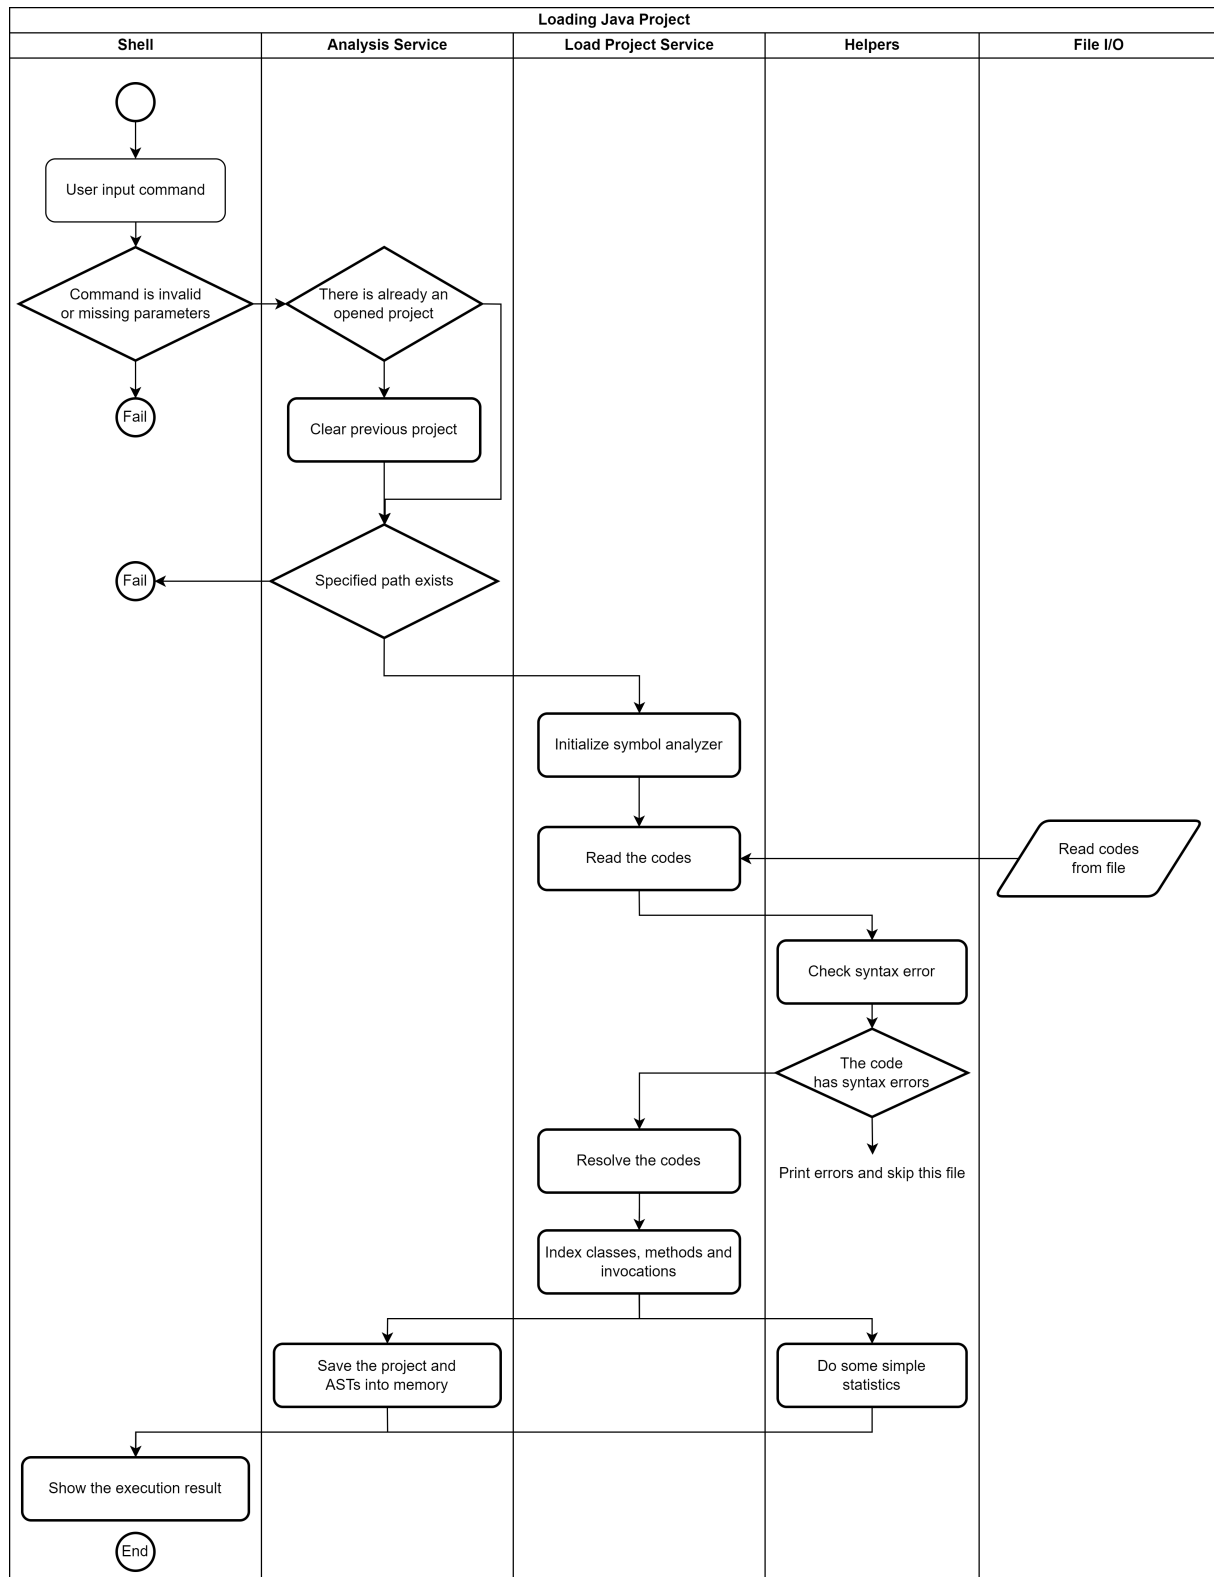 Loading Java Project
Shell
Analysis Service
Load Project Service
Helpers
File I/O
User input command
Command is invalid
or missing parameters
There is already an
opened project
Fail
Clear previous project
Fail
Specified path exists
Initialize symbol analyzer
Read the codes
Read codes
from file
Check syntax error
The code
has syntax errors
Resolve the codes
Print errors and skip this file
Index classes, methods and
invocations
Save the project and
ASTs into memory
Do some simple
statistics
Show the execution result
End